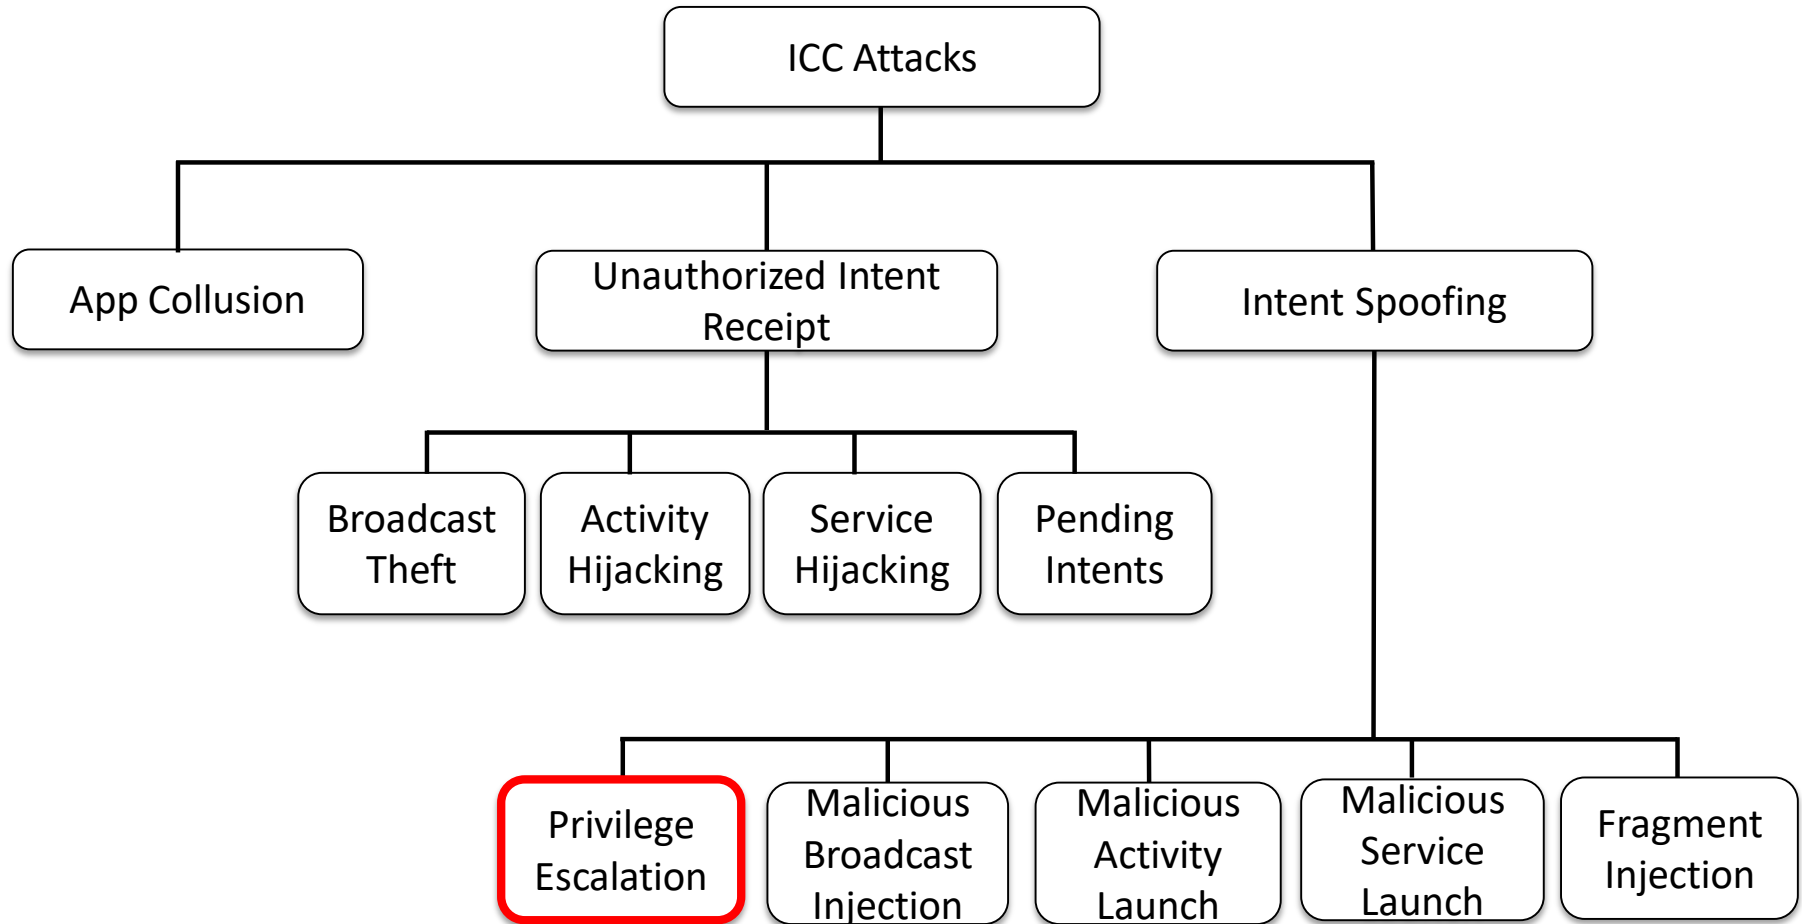 ICC Attacks
App Collusion
Unauthorized Intent
Receipt
Intent Spoofing
Broadcast
Theft
Activity
Hijacking
Service
Hijacking
Pending
Intents
Privilege
Escalation
Malicious
Broadcast
Injection
Malicious
Activity
Launch
Malicious
Service
Launch
Fragment
Injection